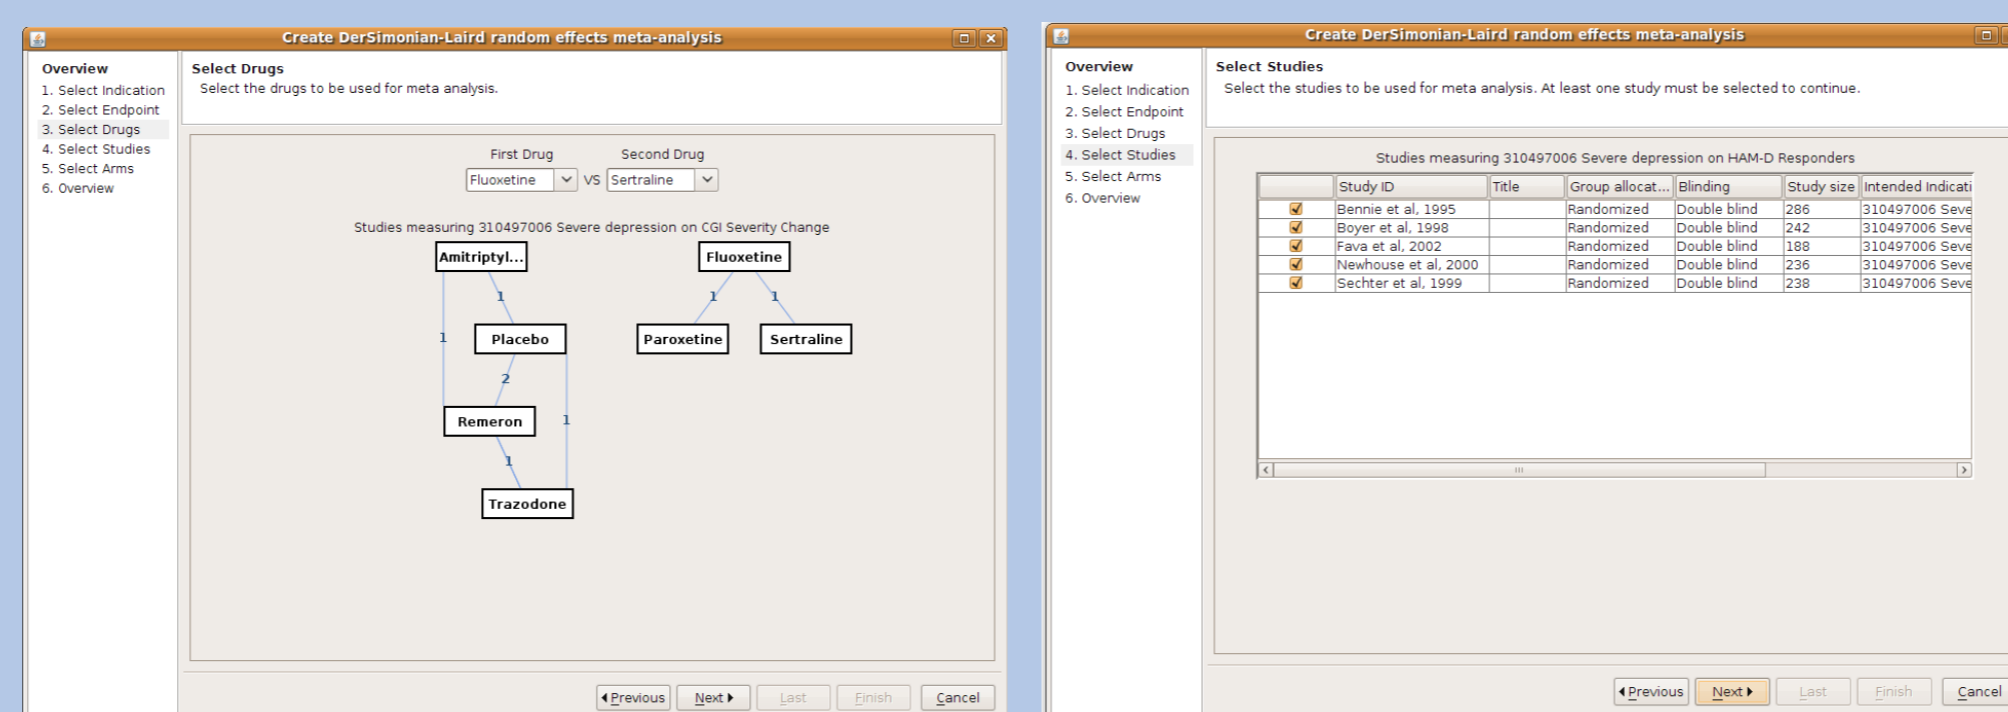 Create DerSimonian-Laird random effects meta-analysis
Overview
1. Select Indication
2. Select Endpoint
3. Select Drugs
4. Select Studies
5. Select Arms
6. Overview
Select Drugs
Select the drugs to be used for meta analysis.
First Drug Second Drug
Fluoxetine VS Sertraline
Studies measuring 310497006 Severe depression on CGI Severity Change
Amitriptyl... Fluoxetine
1 1 1
1 Placebo Paroxetine Sertraline
2
Remeron 1
1
Trazodone
Previous Next Last Finish Cancel
Create DerSimonian-Laird random effects meta-analysis
Overview
1. Select Indication
2. Select Endpoint
3. Select Drugs
4. Select Studies
5. Select Arms
6. Overview
Select Studies
Select the studies to be used for meta analysis. At least one study must be selected to continue.
Studies measuring 310497006 Severe depression on HAM-D Responders
Study ID Title Group allocat... Blinding Study size Intended Indicati
Bennie et al, 1995 Randomized Double blind 286 310497006 Seve
Boyer et al, 1998 Randomized Double blind 242 310497006 Seve
Fava et al, 2002 Randomized Double blind 188 310497006 Seve
Newhouse et al, 2000 Randomized Double blind 236 310497006 Seve
Sechter et al, 1999 Randomized Double blind 238 310497006 Seve
Previous Next Last Finish Cancel